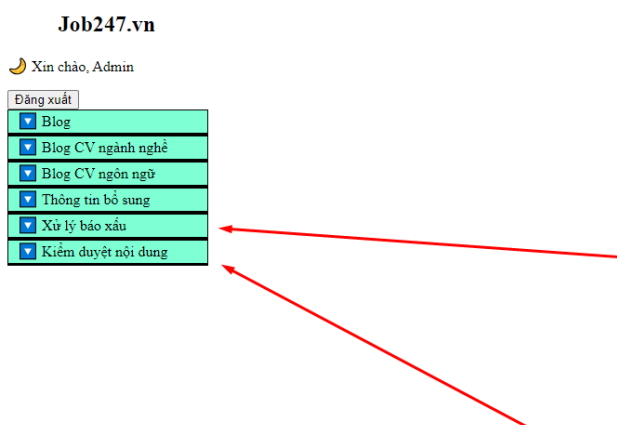 Job247.vn
🌙 Xin chào, Admin
Đăng xuất
🔽 Blog
🔽 Blog CV ngành nghề
🔽 Blog CV ngôn ngữ
🔽 Thông tin bổ sung
🔽 Xử lý báo xấu
🔽 Kiểm duyệt nội dung